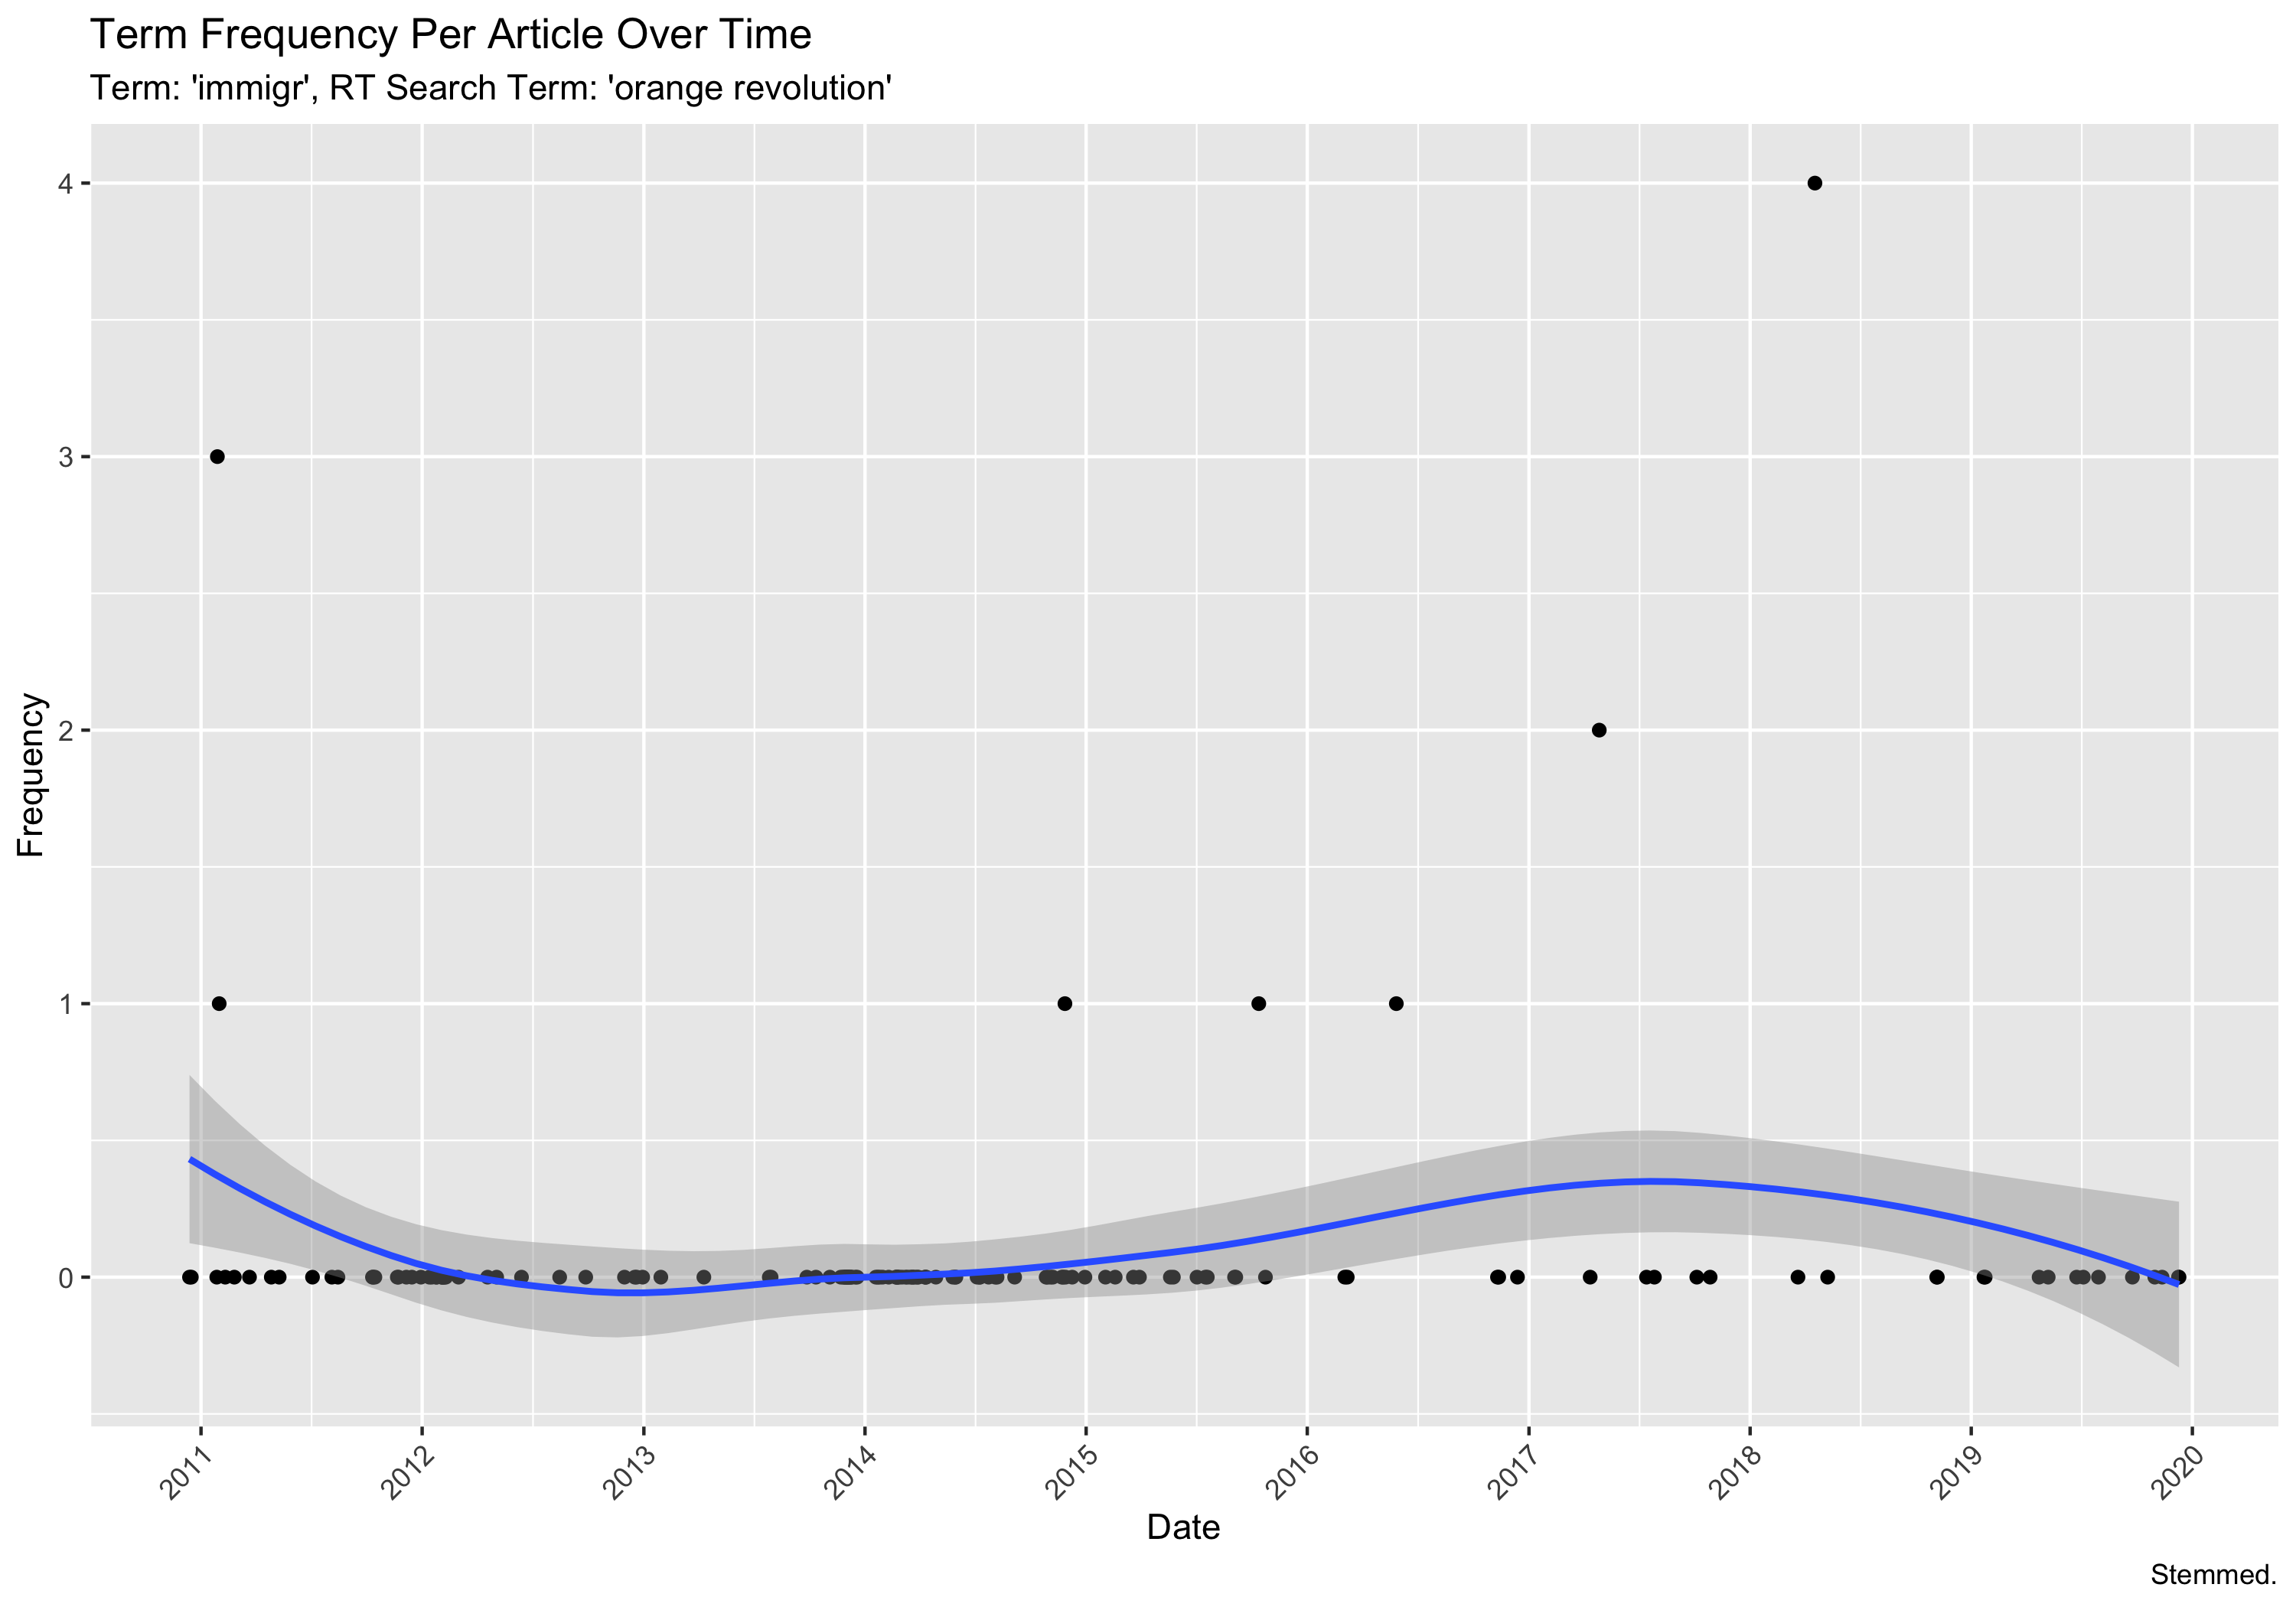 Term Frequency Per Article Over Time
Term: 'immigr', RT Search Term: 'orange revolution'
4
3
2
1
0
Frequency
2011 2012 2013 2014 2015 2016 2017 2018 2019 2020
Date
Stemmed.